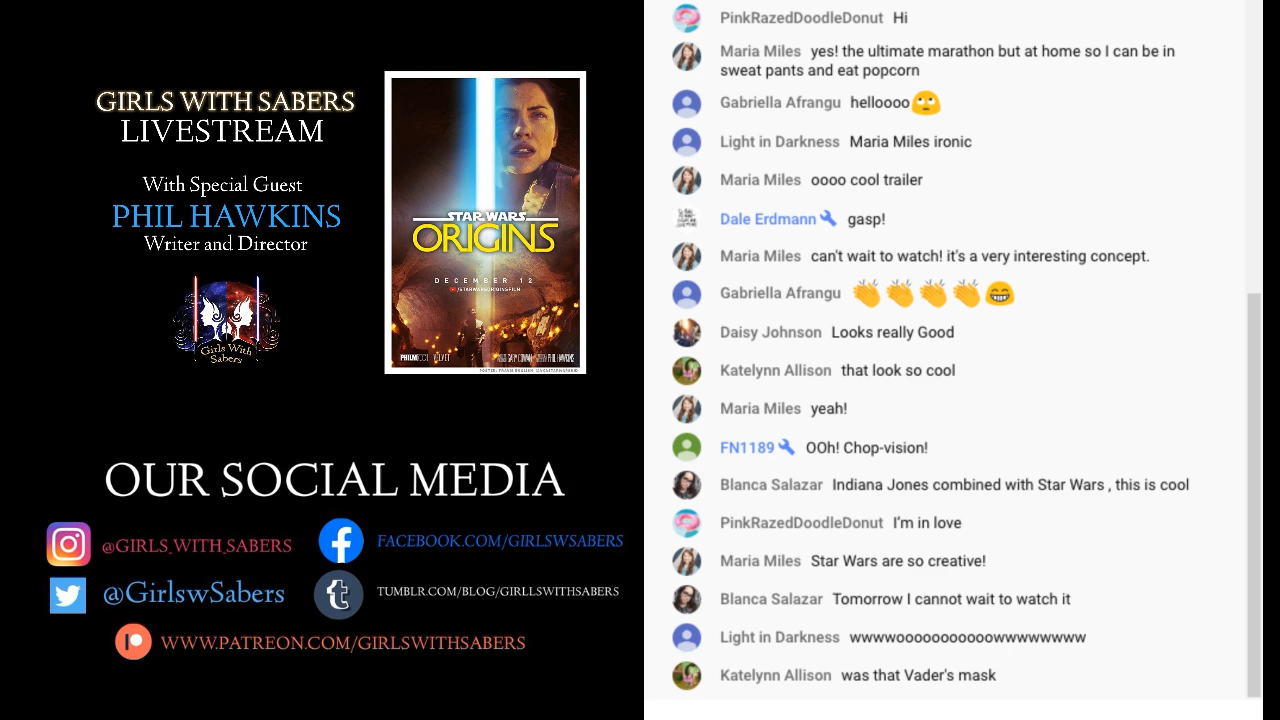 GIRLS WITH SABERS
LIVESTREAM
With Special Guest
PHIL HAWKINS
Writer and Director
Girls With
Sabers
STAR WARS
ORIGINS
DECEMBER 12
/STARWARSORIGINSFILM
PHIL HAWKINS
OUR SOCIAL MEDIA
@GIRLS_WITH_SABERS
FACEBOOK.COM/GIRLSWSABERS
@GirlswSabers
TUMBLR.COM/BLOG/GIRLLSWITHSABERS
WWW.PATREON.COM/GIRLSWITHSABERS
PinkRazedDoodleDonut Hi
Maria Miles yes! the ultimate marathon but at home so I can be in
sweat pants and eat popcorn
Gabriella Afrangu helloooo🙄
Light in Darkness Maria Miles ironic
Maria Miles oooo cool trailer
Dale Erdmann gasp!
Maria Miles can't wait to watch! it's a very interesting concept.
Gabriella Afrangu 👏👏👏👏😁
Daisy Johnson Looks really Good
Katelynn Allison that look so cool
Maria Miles yeah!
FN1189 OOh! Chop-vision!
Blanca Salazar Indiana Jones combined with Star Wars , this is cool
PinkRazedDoodleDonut I'm in love
Maria Miles Star Wars are so creative!
Blanca Salazar Tomorrow I cannot wait to watch it
Light in Darkness wwwwooooooooooowwwwwwww
Katelynn Allison was that Vader's mask